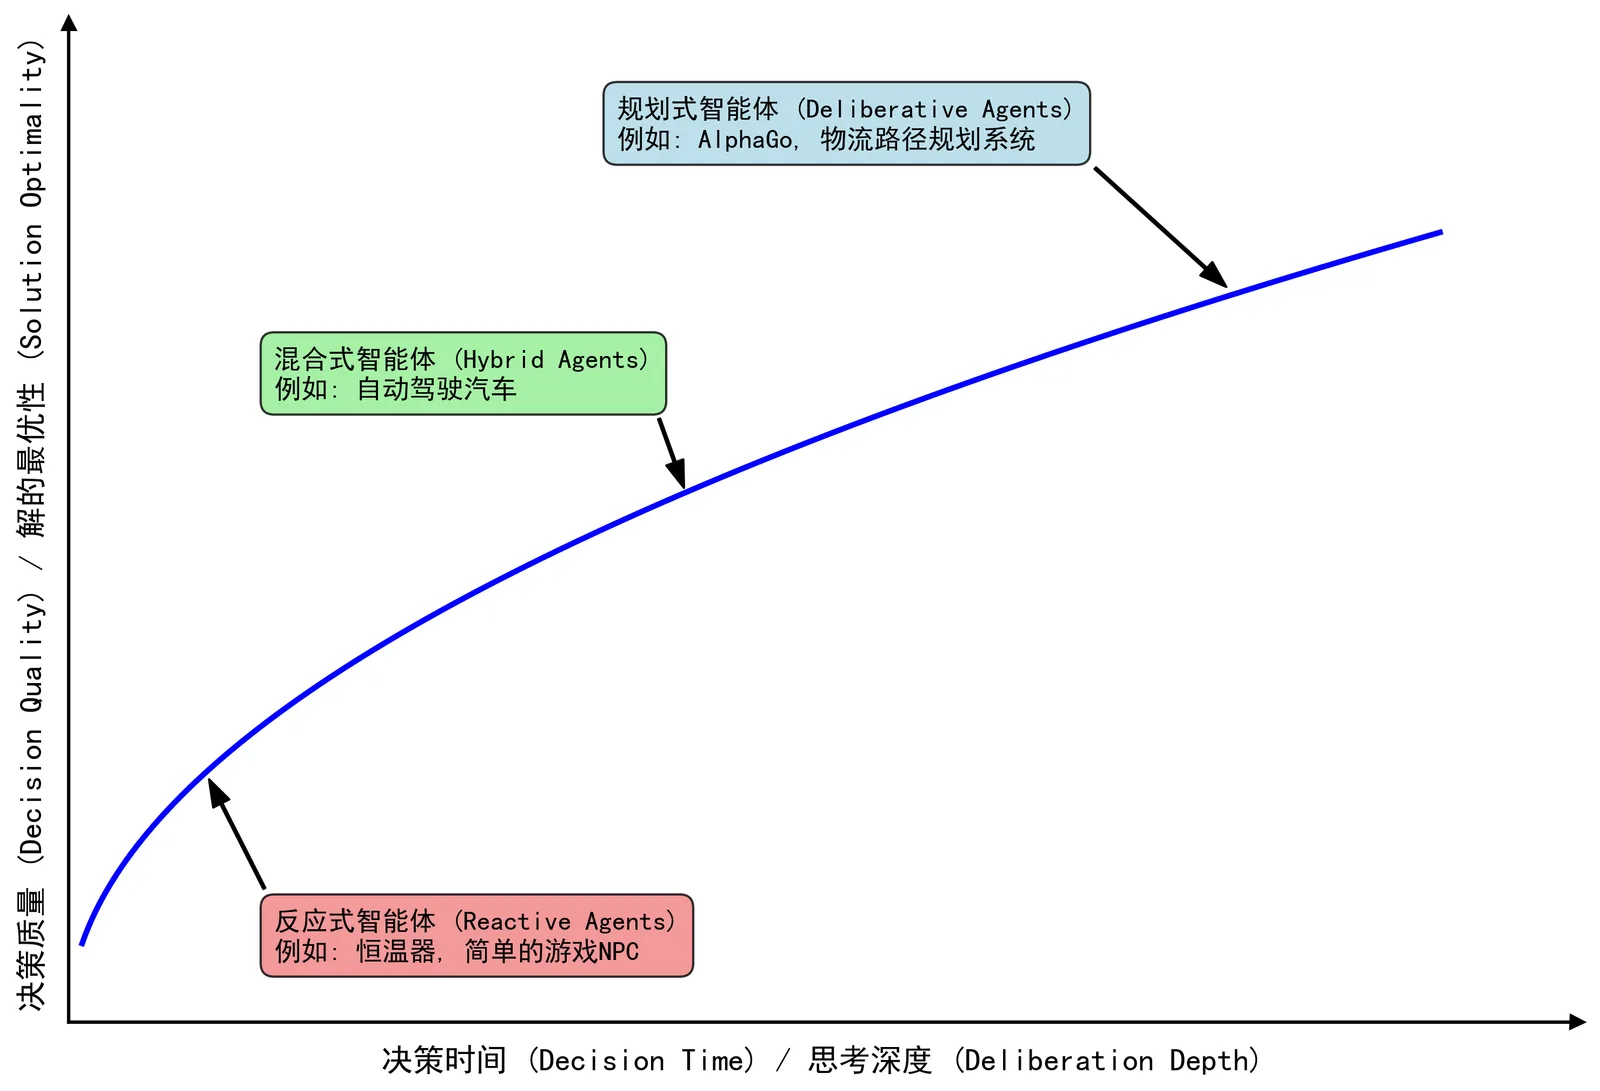 决策质量 (Decision Quality) / 解的最优性 (Solution Optimality)
规划式智能体 (Deliberative Agents)
例如: AlphaGo, 物流路径规划系统
混合式智能体 (Hybrid Agents)
例如: 自动驾驶汽车
反应式智能体 (Reactive Agents)
例如: 恒温器, 简单的游戏NPC
决策时间 (Decision Time) / 思考深度 (Deliberation Depth)